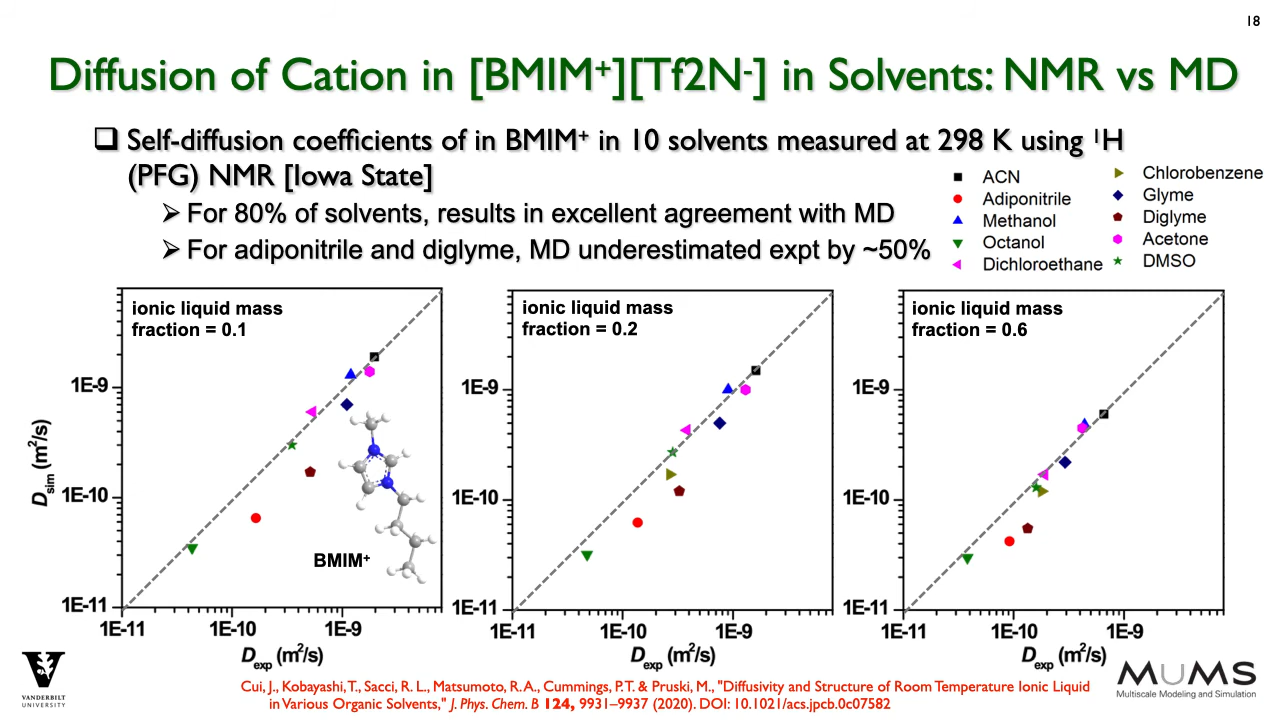 18
Diffusion of Cation in [BMIM⁺][Tf2N⁻] in Solvents: NMR vs MD
❑ Self-diffusion coefficients of in BMIM⁺ in 10 solvents measured at 298 K using ¹H
(PFG) NMR [Iowa State]
➢ For 80% of solvents, results in excellent agreement with MD
➢ For adiponitrile and diglyme, MD underestimated expt by ~50%
ACN
Adiponitrile
Methanol
Octanol
Dichloroethane
Chlorobenzene
Glyme
Diglyme
Acetone
DMSO
ionic liquid mass
fraction = 0.1
1E-9
1E-10
1E-11
D_sim (m²/s)
BMIM⁺
1E-11 1E-10 1E-9
D_exp (m²/s)
ionic liquid mass
fraction = 0.2
1E-9
1E-10
1E-11
1E-11 1E-10 1E-9
D_exp (m²/s)
ionic liquid mass
fraction = 0.6
1E-9
1E-10
1E-11
1E-11 1E-10 1E-9
D_exp (m²/s)
VANDERBILT
UNIVERSITY
Cui, J., Kobayashi, T., Sacci, R. L., Matsumoto, R.A., Cummings, P.T. & Pruski, M., "Diffusivity and Structure of Room Temperature Ionic Liquid
in Various Organic Solvents," J. Phys. Chem. B 124, 9931–9937 (2020). DOI: 10.1021/acs.jpcb.0c07582
MUMS
Multiscale Modeling and Simulation